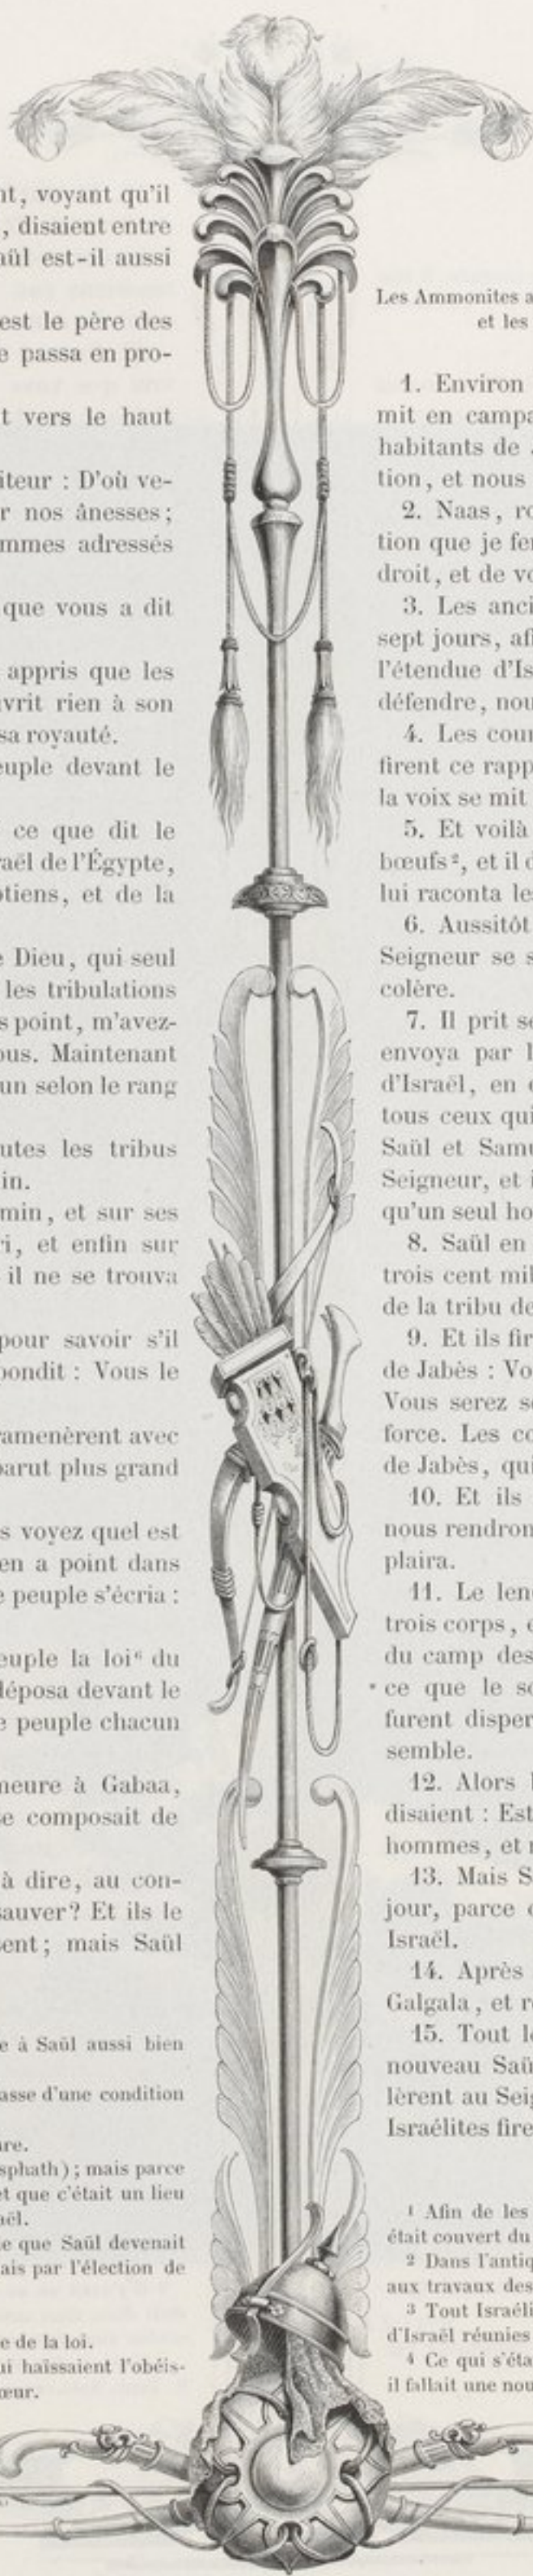 nt, voyant qu'il
, disaient entre
aül est-il aussi
est le père des
e passa en pro-
t vers le haut
iteur : D'où ve-
r nos ânesses;
mmes adressés
que vous a dit
appris que les
vrit rien à son
sa royauté.
euple devant le
ce que dit le
raël de l'Égypte,
ptiens, et de la
e Dieu, qui seul
les tribulations
s point, m'avez-
ous. Maintenant
un selon le rang
utes les tribus
in.
min, et sur ses
ri, et enfin sur
il ne se trouva
pour savoir s'il
pondit : Vous le
ramenèrent avec
parut plus grand
s voyez quel est
en a point dans
e peuple s'écria :
euple la loi⁶ du
déposa devant le
e peuple chacun
meure à Gabaa,
se composait de
à dire, au con-
sauver? Et ils le
sent; mais Saül
e à Saül aussi bien
asse d'une condition
ure.
sphath); mais parce
et que c'était un lieu
aël.
le que Saül devenait
ais par l'élection de
e de la loi.
ui haïssaient l'obéis-
œur.
Les Ammonites a
et les
1. Environ
mit en campa
habitants de
tion, et nous
2. Naas, ro
tion que je fer
droit, et de vo
3. Les anci
sept jours, afi
l'étendue d'Is
défendre, nou
4. Les cour
firent ce rapp
la voix se mit
5. Et voilà
bœufs², et il d
lui raconta les
6. Aussitôt
Seigneur se s
colère.
7. Il prit se
envoya par l
d'Israël, en
tous ceux qui
Saül et Samu
Seigneur, et i
qu'un seul ho
8. Saül en
trois cent mil
de la tribu de
9. Et ils fir
de Jabès : Vo
Vous serez s
force. Les co
de Jabès, qui
10. Et ils
nous rendron
plaira.
11. Le lend
trois corps, e
du camp des
ce que le so
furent disper
semble.
12. Alors l
disaient : Est
hommes, et n
13. Mais S
jour, parce
Israël.
14. Après
Galgala, et r
15. Tout le
nouveau Saü
lèrent au Seig
Israélites fire
1 Afin de les
était couvert du
2 Dans l'antiq
aux travaux des
3 Tout Israéli
d'Israël réunies
4 Ce qui s'éta
il fallait une nou